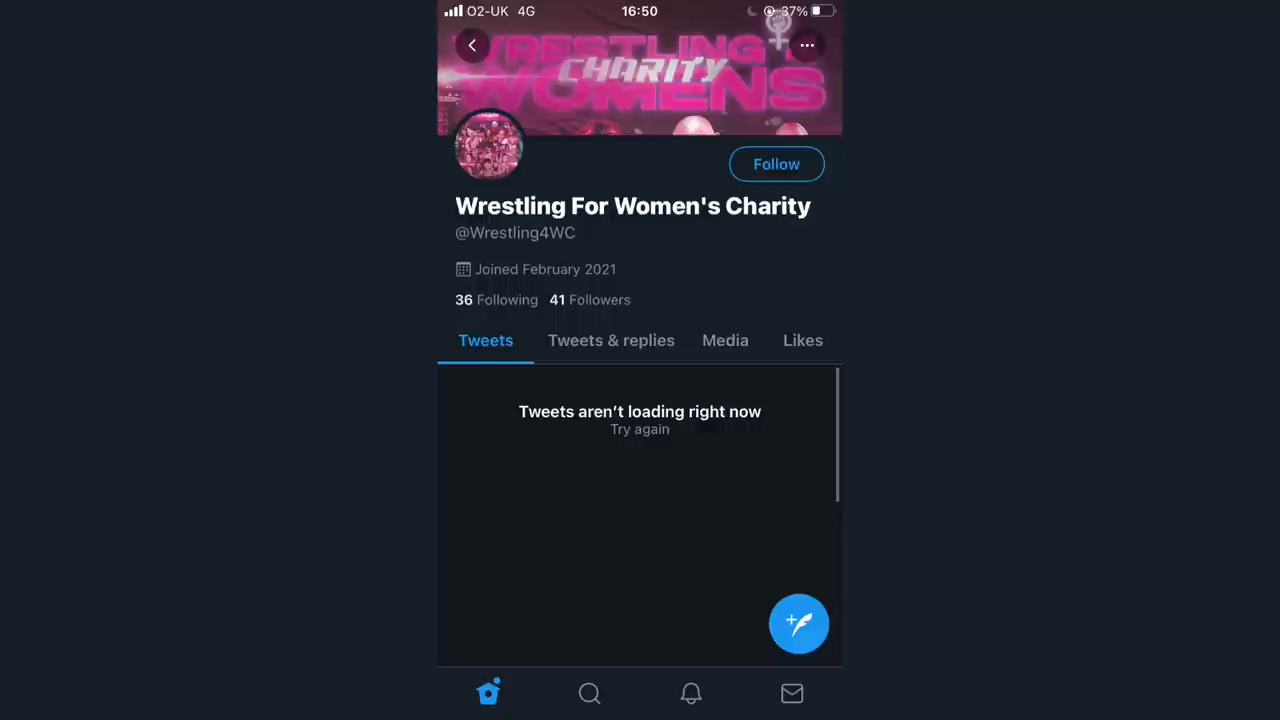 O2-UK 4G 16:50 37%
WRESTLING
CHARITY
WOMENS
Follow
Wrestling For Women's Charity
@Wrestling4WC
Joined February 2021
36 Following 41 Followers
Tweets Tweets & replies Media Likes
Tweets aren’t loading right now
Try again